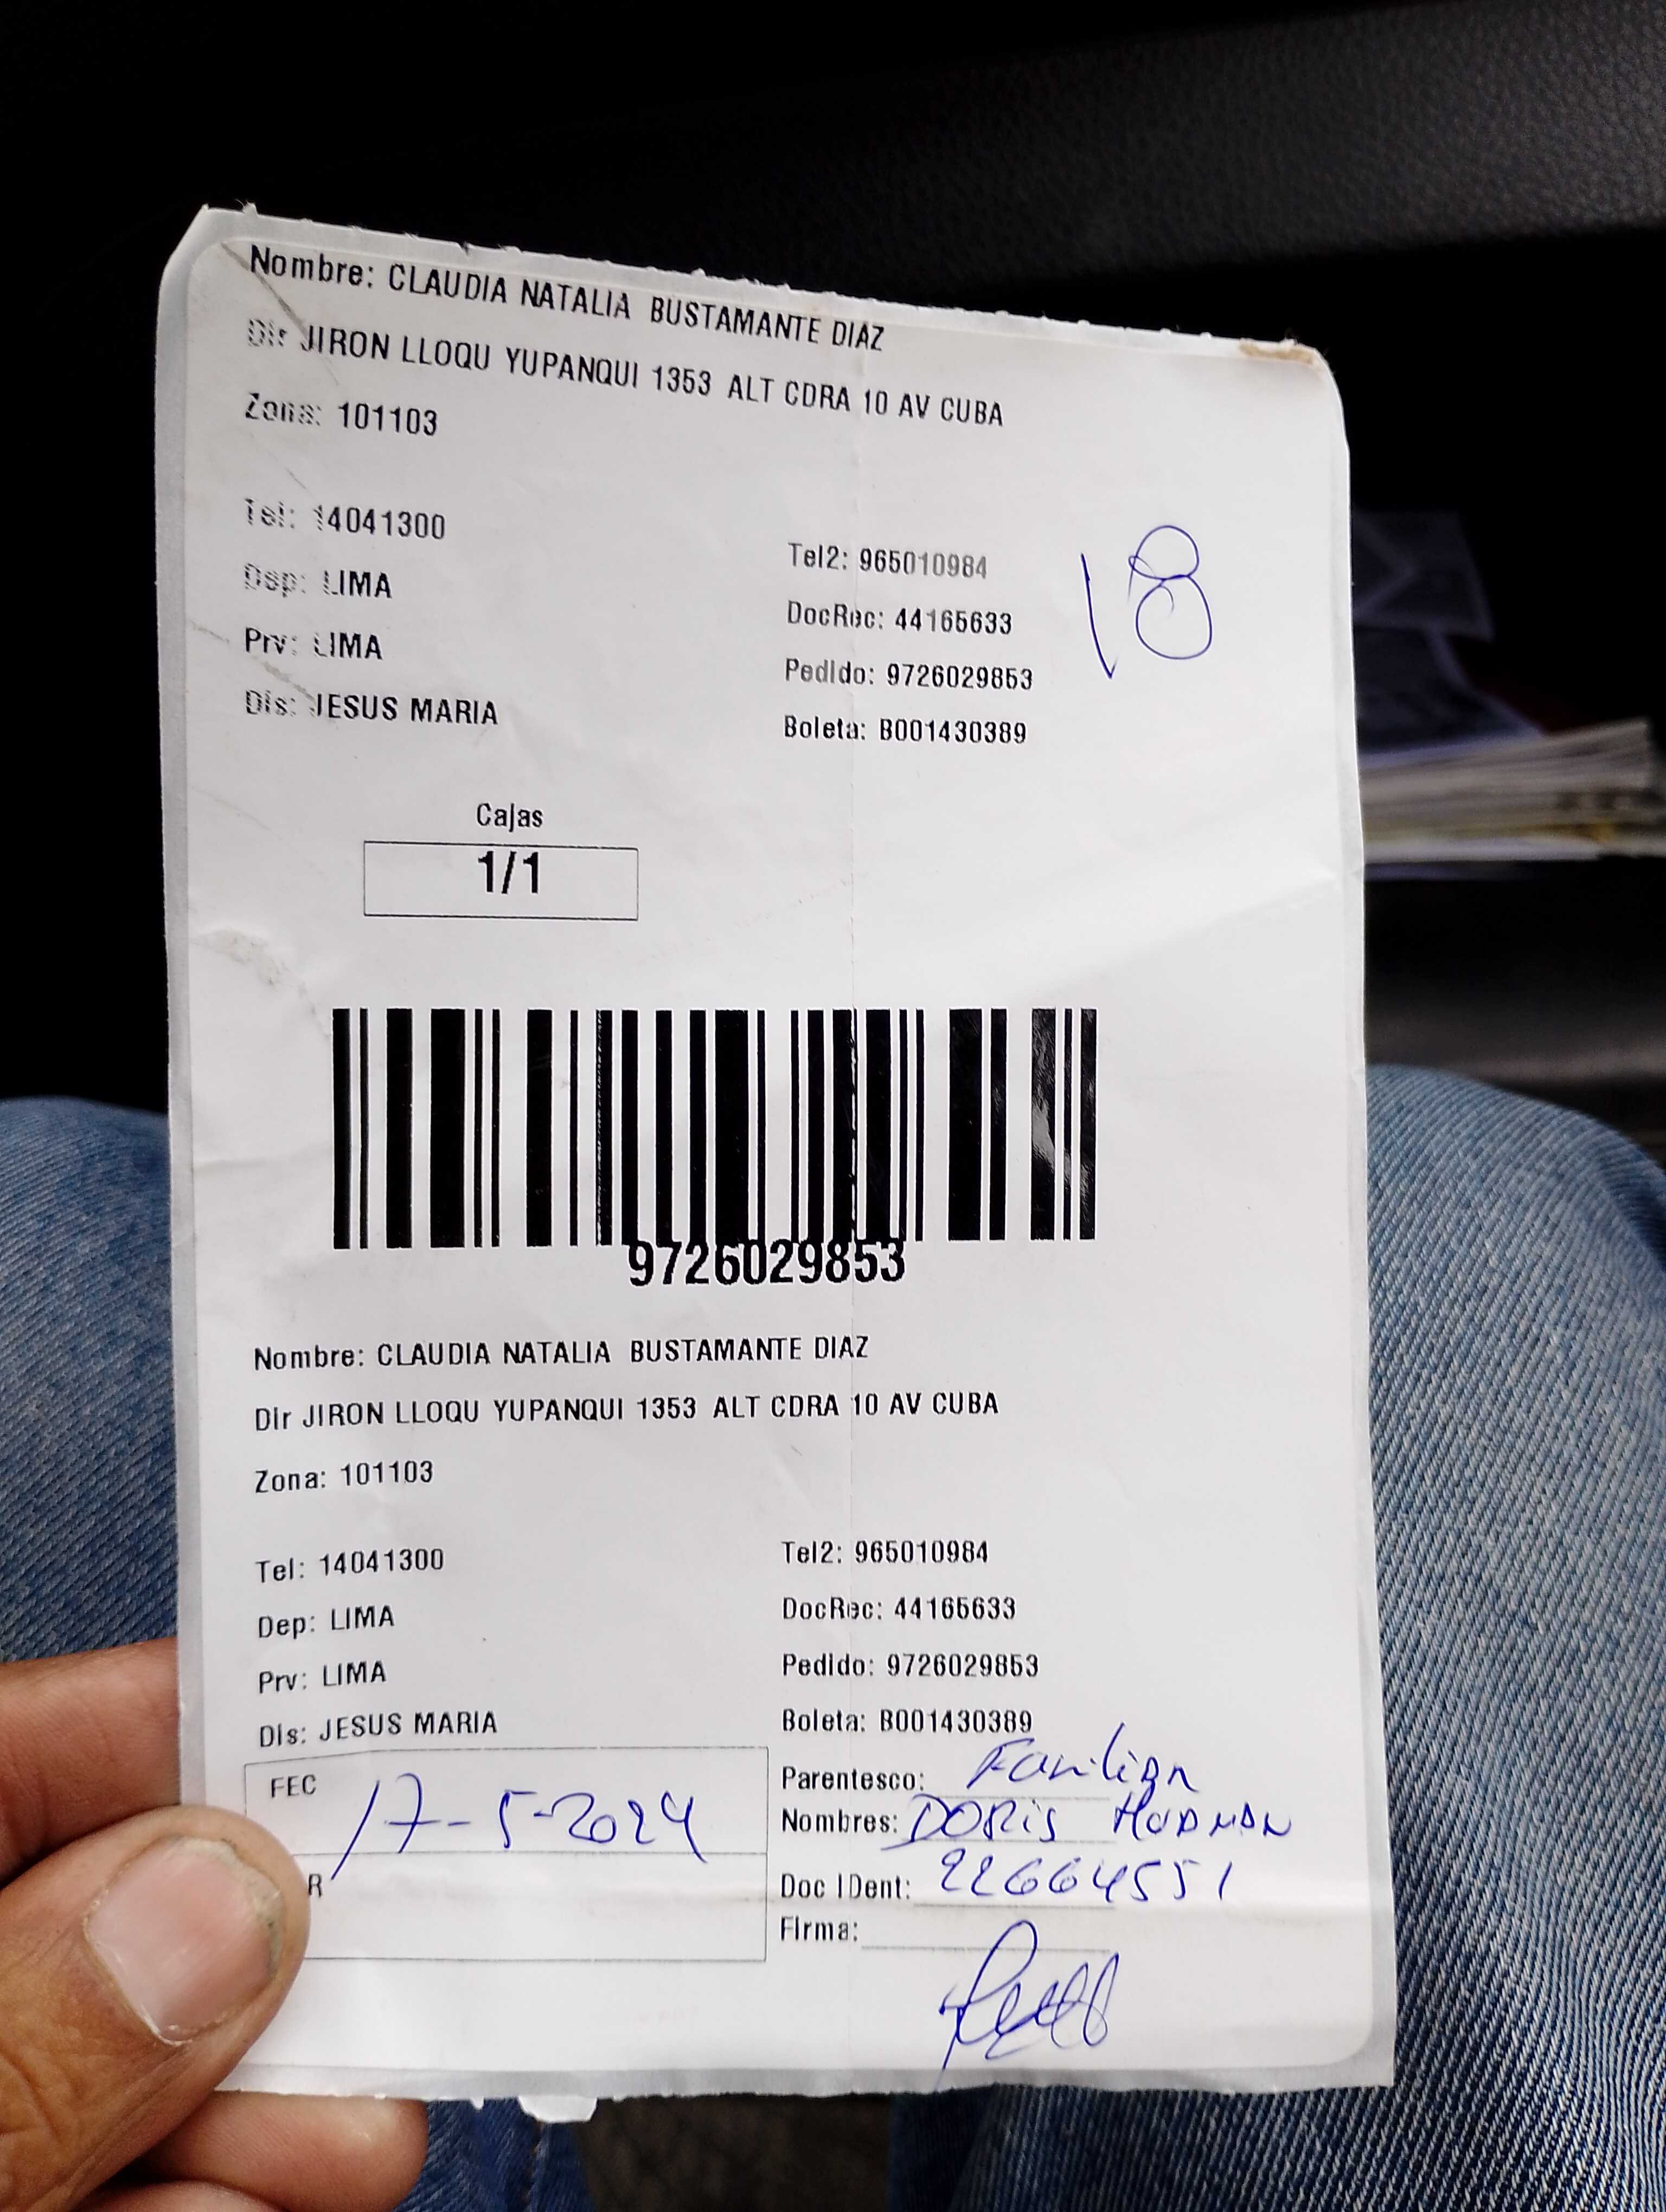 Nombre: CLAUDIA NATALIA BUSTAMANTE DIAZ
Dir JIRON LLOQU YUPANQUI 1353 ALT CDRA 10 AV CUBA
Zona: 101103
Tel: 14041300
Tel2: 965010984
18
Dep: LIMA
DocRec: 44165633
Prv: LIMA
Pedido: 9726029853
Dis: JESUS MARIA
Boleta: B001430389
Cajas
1/1
9726029853
Nombre: CLAUDIA NATALIA BUSTAMANTE DIAZ
Dir JIRON LLOQU YUPANQUI 1353 ALT CDRA 10 AV CUBA
Zona: 101103
Tel: 14041300
Tel2: 965010984
Dep: LIMA
DocRec: 44165633
Prv: LIMA
Pedido: 9726029853
Dis: JESUS MARIA
Boleta: B001430389
FEC 17-5-2024
Parentesco: Familiar
Nombres: DORIS
R
Doc IDent: 22664551
Firma: